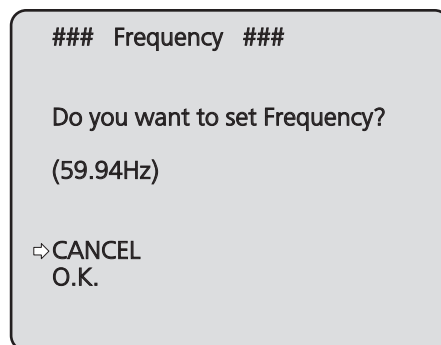 ### Frequency ###
Do you want to set Frequency?
(59.94Hz)
⇨CANCEL
O.K.